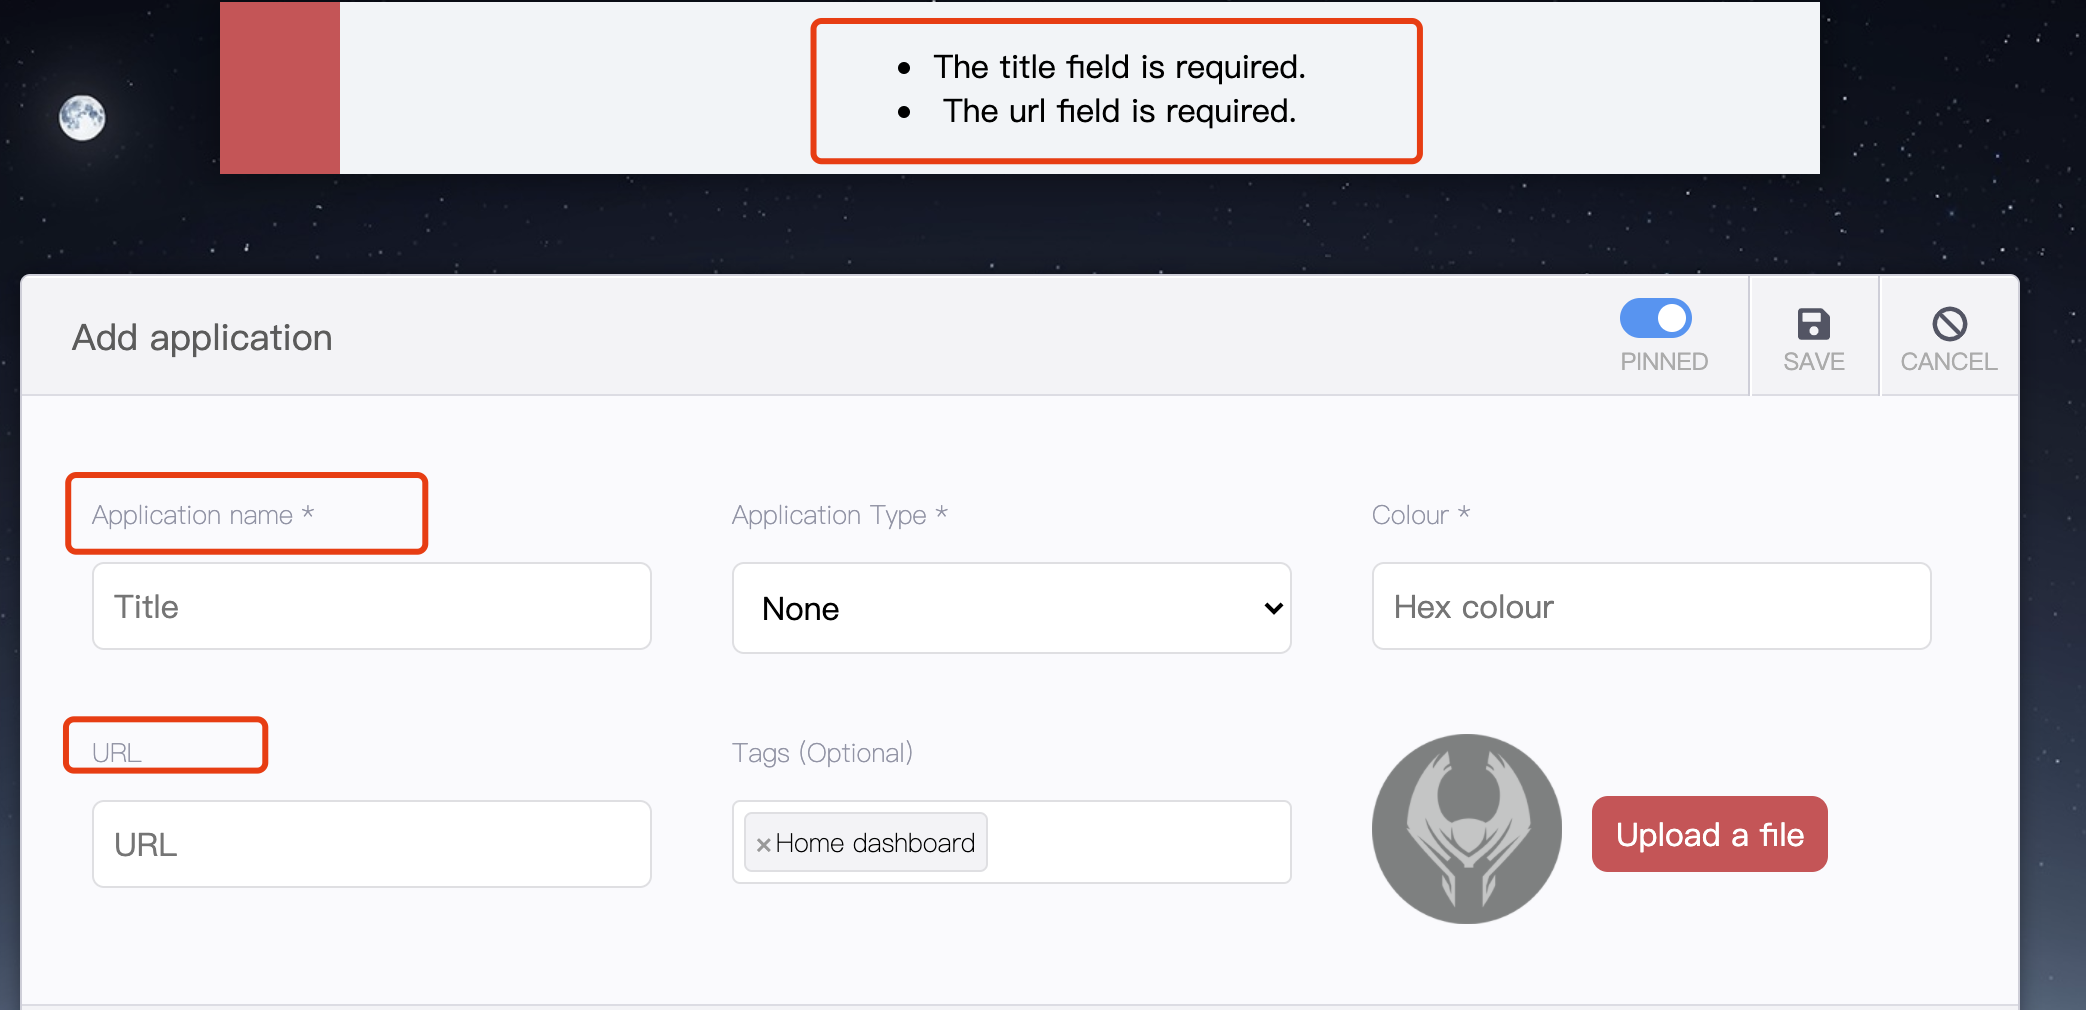 • The title field is required.
• The url field is required.
Add application
PINNED
SAVE
CANCEL
Application name *
Application Type *
Colour *
Title
None
Hex colour
URL
Tags (Optional)
URL
×Home dashboard
Upload a file